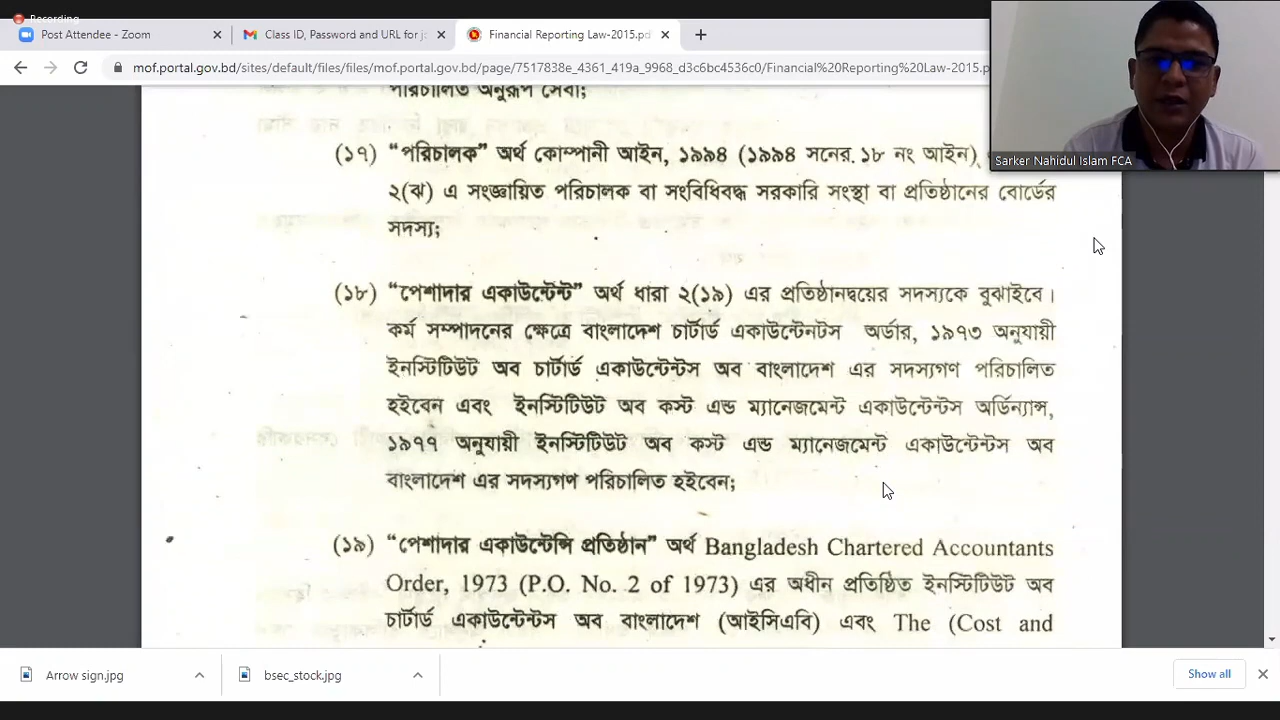 Recording
Post Attendee - Zoom
Class ID, Password and URL for j
Financial Reporting Law-2015.pd
mof.portal.gov.bd/sites/default/files/files/mof.portal.gov.bd/page/7517838e_4361_419a_9968_d3c6bc4536c0/Financial%20Reporting%20Law-2015.p
Sarker Nahidul Islam FCA
পরিচালিত অনুরূপ সেবা;
(১৭) “পরিচালক” অর্থ কোম্পানী আইন, ১৯৯৪ (১৯৯৪ সনের ১৮ নং আইন)
২(ঝ) এ সংজ্ঞায়িত পরিচালক বা সংবিধিবদ্ধ সরকারি সংস্থা বা প্রতিষ্ঠানের বোর্ডের
সদস্য;
(১৮) “পেশাদার একাউন্টেন্ট” অর্থ ধারা ২(১৯) এর প্রতিষ্ঠানদ্বয়ের সদস্যকে বুঝাইবে।
কর্ম সম্পাদনের ক্ষেত্রে বাংলাদেশ চার্টার্ড একাউন্টেনটস অর্ডার, ১৯৭৩ অনুযায়ী
ইনস্টিটিউট অব চার্টার্ড একাউন্টেন্টস অব বাংলাদেশ এর সদস্যগণ পরিচালিত
হইবেন এবং ইনস্টিটিউট অব কস্ট এন্ড ম্যানেজমেন্ট একাউন্টেন্টস অর্ডিন্যান্স,
১৯৭৭ অনুযায়ী ইনস্টিটিউট অব কস্ট এন্ড ম্যানেজমেন্ট একাউন্টেন্টস অব
বাংলাদেশ এর সদস্যগণ পরিচালিত হইবেন;
(১৯) “পেশাদার একাউন্টেন্সি প্রতিষ্ঠান” অর্থ Bangladesh Chartered Accountants
Order, 1973 (P.O. No. 2 of 1973) এর অধীন প্রতিষ্ঠিত ইনস্টিটিউট অব
চার্টার্ড একাউন্টেন্টস অব বাংলাদেশ (আইসিএবি) এবং The (Cost and
Arrow sign.jpg
bsec_stock.jpg
Show all